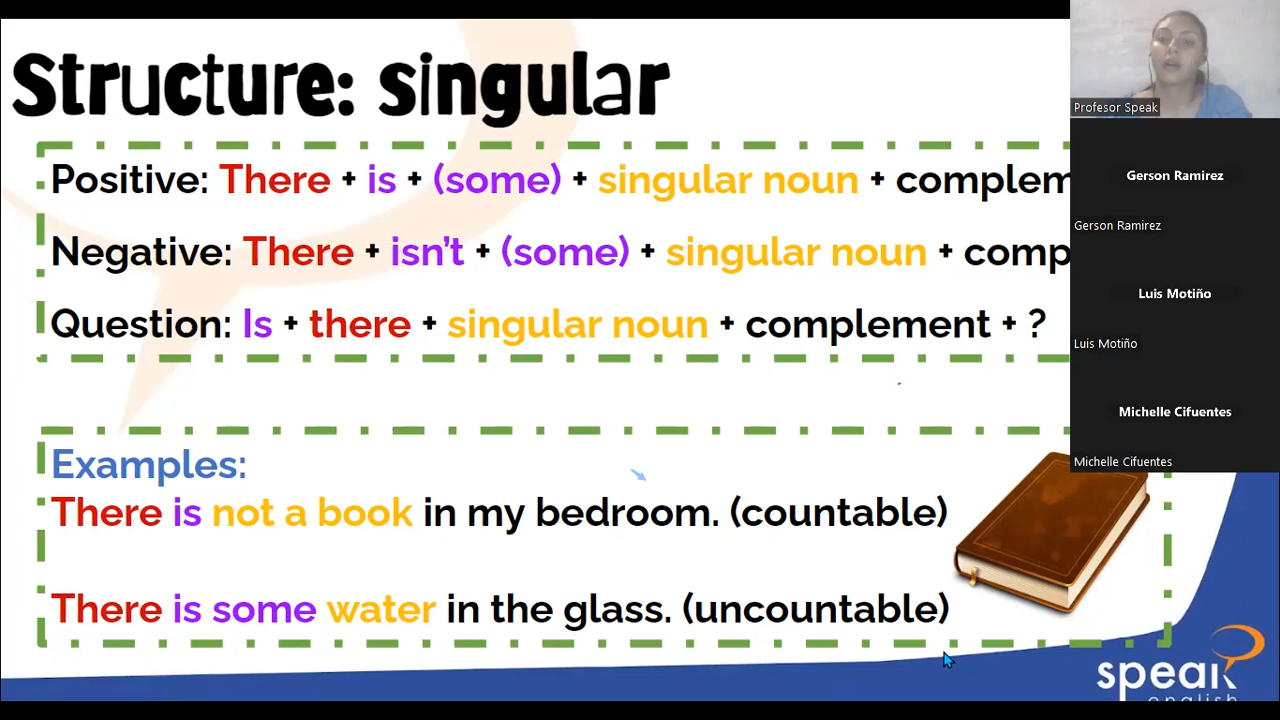 Structure: singular
Positive: There + is + (some) + singular noun + complem
Negative: There + isn't + (some) + singular noun + comp
Question: Is + there + singular noun + complement + ?
Examples:
There is not a book in my bedroom. (countable)
There is some water in the glass. (uncountable)
Profesor Speak
Gerson Ramirez
Gerson Ramirez
Luis Motiño
Luis Motiño
Michelle Cifuentes
Michelle Cifuentes
speak
english